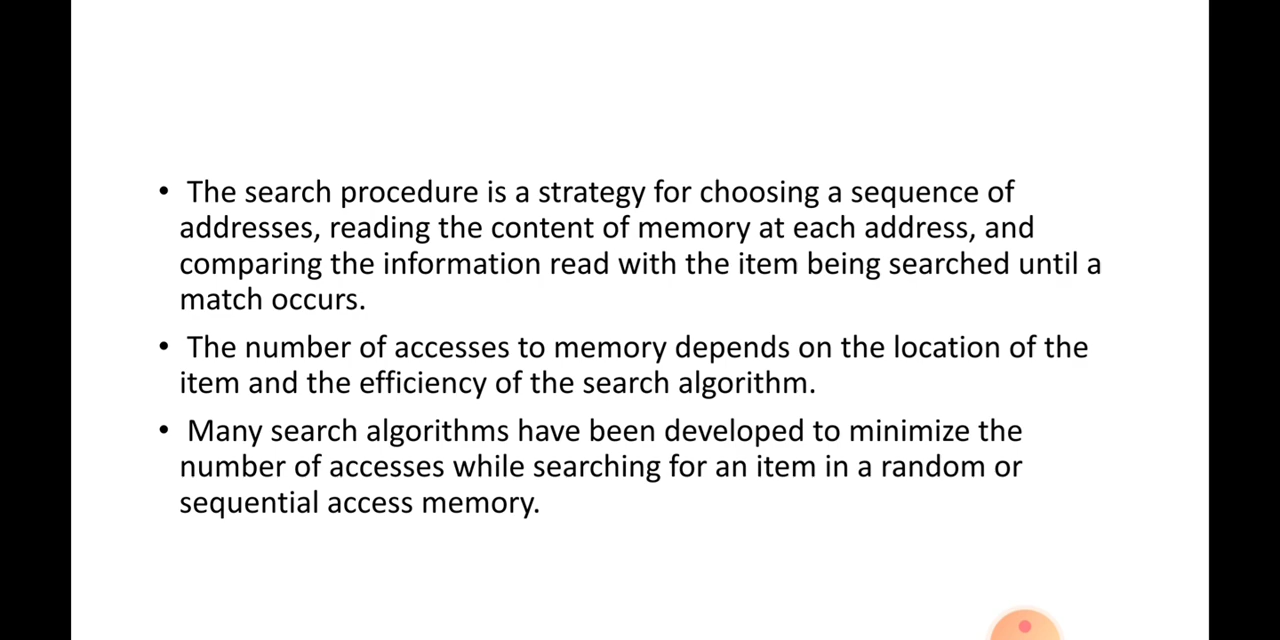 • The search procedure is a strategy for choosing a sequence of
addresses, reading the content of memory at each address, and
comparing the information read with the item being searched until a
match occurs.
• The number of accesses to memory depends on the location of the
item and the efficiency of the search algorithm.
• Many search algorithms have been developed to minimize the
number of accesses while searching for an item in a random or
sequential access memory.